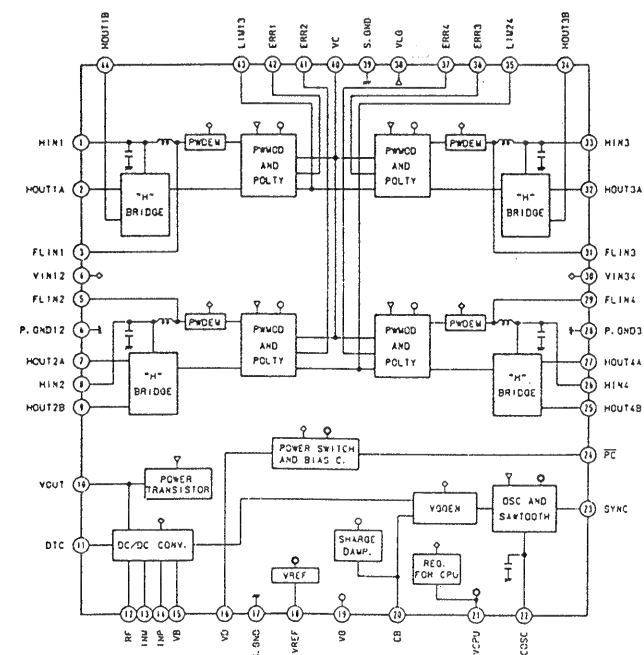 HOUT1B
LIM13
ERR1
ERR2
VC
S.GND
VLG
ERR4
ERR3
LIM24
HOUT3B
44
43
42
41
40
39
38
37
36
35
34
HIN1
1
PWDEM
PWMCD
AND
POLTY
PWMCD
AND
POLTY
PWDEM
33
HIN3
HOUT1A
2
"H"
BRIDGE
"H"
BRIDGE
32
HOUT3A
FLIN1
3
31
FLIN3
VIN12
4
30
VIN34
FLIN2
5
29
FLIN4
P.GND12
6
PWDEM
PWMCD
AND
POLTY
PWMCD
AND
POLTY
PWDEM
28
P.GND3
HOUT2A
7
"H"
BRIDGE
"H"
BRIDGE
27
HOUT4A
HIN2
8
26
HIN4
HOUT2B
9
25
HOUT4B
POWER SWITCH
AND BIAS C.
24
PC
VOUT
10
POWER
TRANSISTOR
VGGEN
OSC AND
SAWTOOTH
23
SYNC
DTC
11
DC/DC CONV.
SHARGE
DAMP.
REG.
FOR CPU
VREF
12
13
14
15
16
17
18
19
20
21
22
RF
INM
INP
VB
VD
VREF
VG
CB
VCPU
COSC